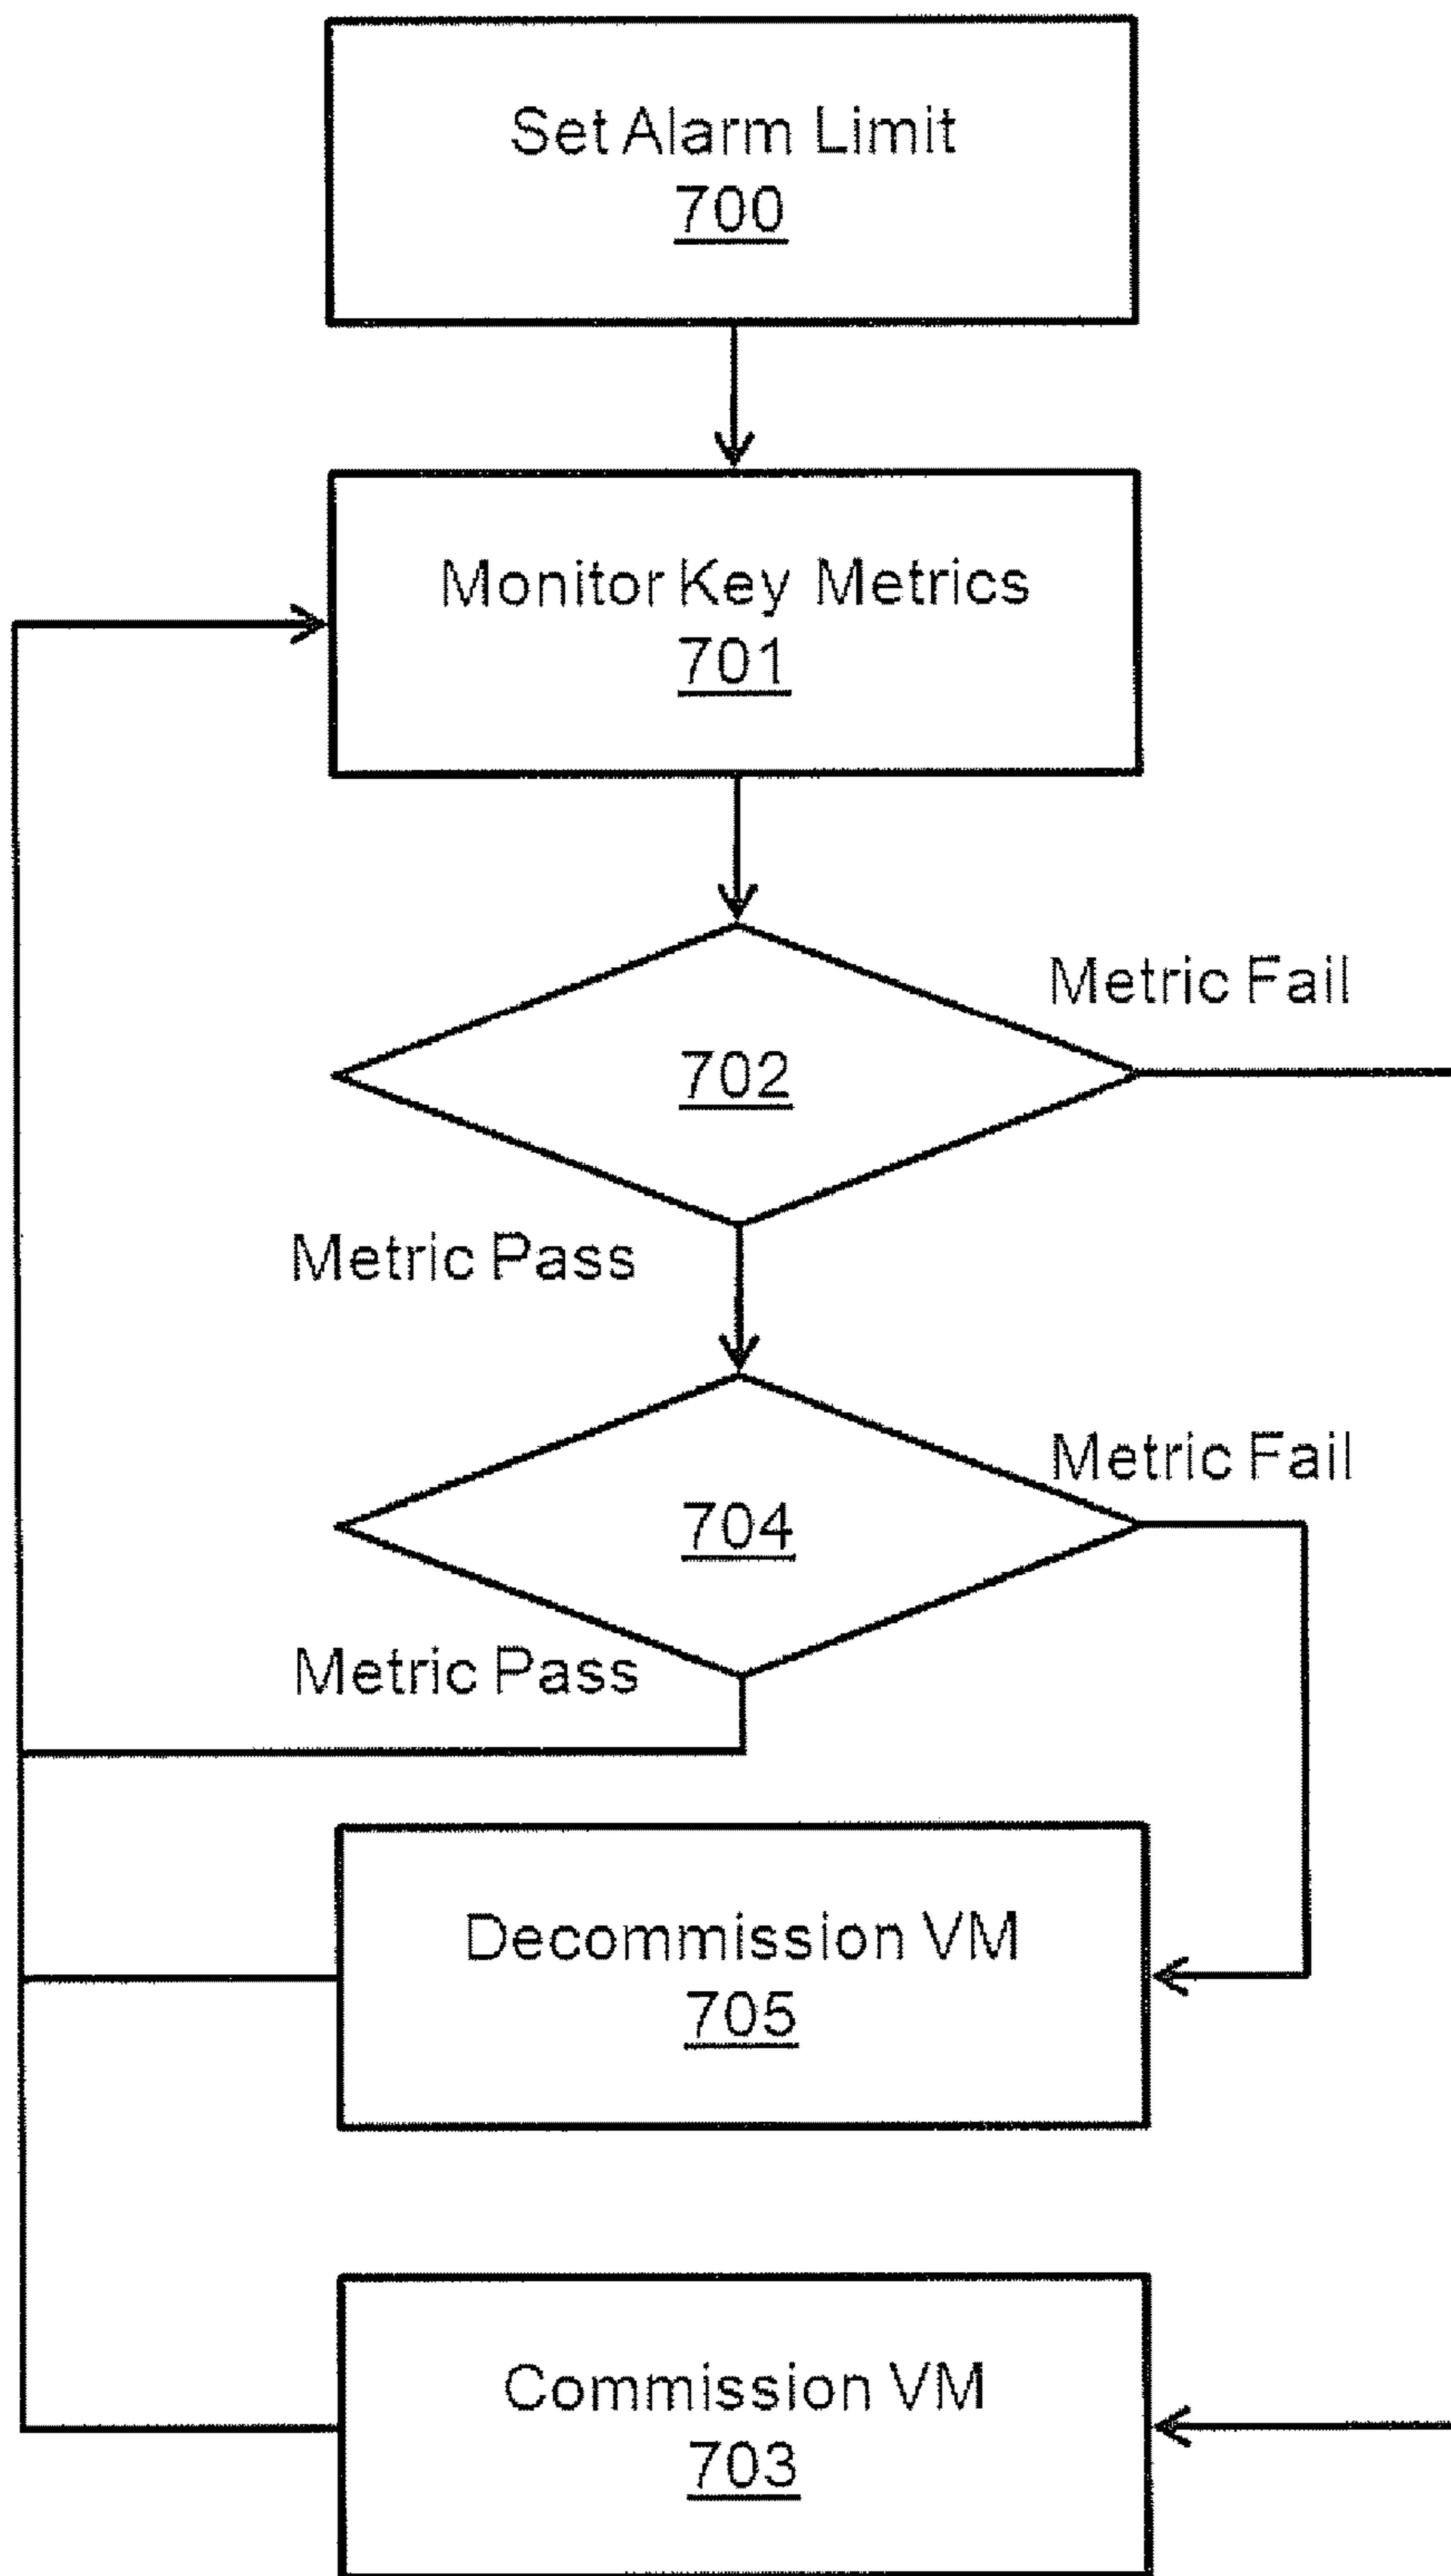 Set Alarm Limit
700
Monitor Key Metrics
701
Metric Fail
702
Metric Pass
Metric Fail
704
Metric Pass
Decommission VM
705
Commission VM
703